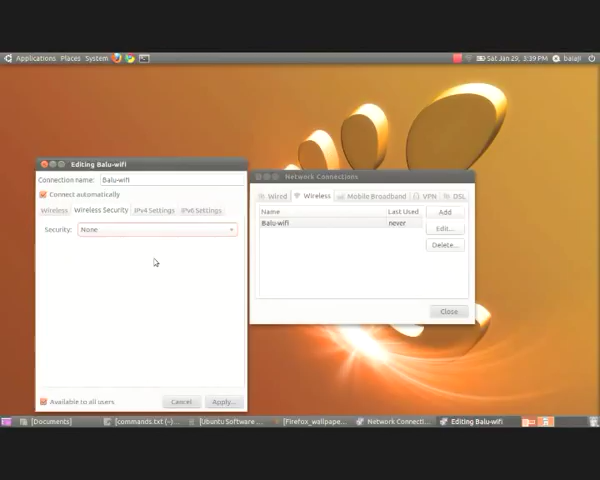 Applications Places System
Sat Jan 29, 3:39 PM balaji
Editing Balu-wifi
Connection name: Balu-wifi
Connect automatically
Wireless Wireless Security IPv4 Settings IPv6 Settings
Security: None
Available to all users
Cancel Apply...
Network Connections
Wired Wireless Mobile Broadband VPN DSL
Name Last Used
Balu-wifi never
Add
Edit...
Delete...
Close
[Documents] [commands.txt (~)... [Ubuntu Software ... [Firefox_wallpape... Network Connecti... Editing Balu-wifi